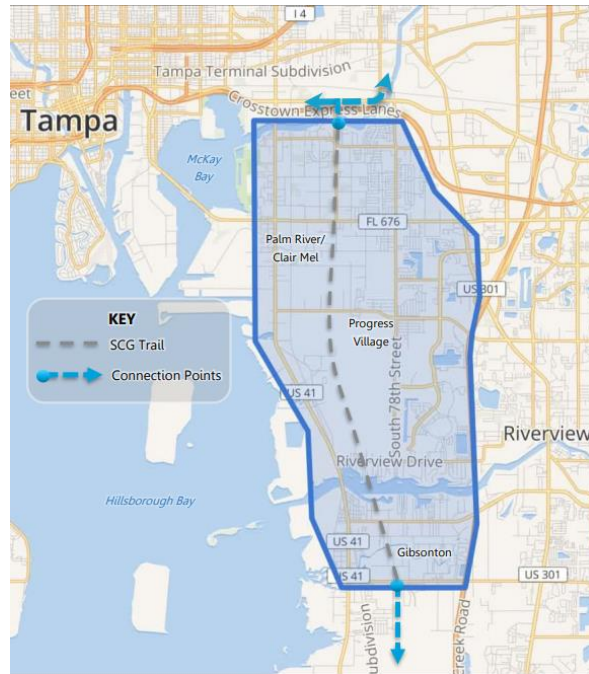 I 4
Tampa Terminal Subdivision
Street
Crosstown Express Lanes
Tampa
McKay
Bay
FL 676
Palm River/
Clair Mel
US 301
KEY
SCG Trail
Connection Points
Progress
Village
South 78th Street
US 41
Riverview
Riverview Drive
Hillsborough Bay
US 41
Gibsonton
US 41
US 301
Subdivision
Creek Road